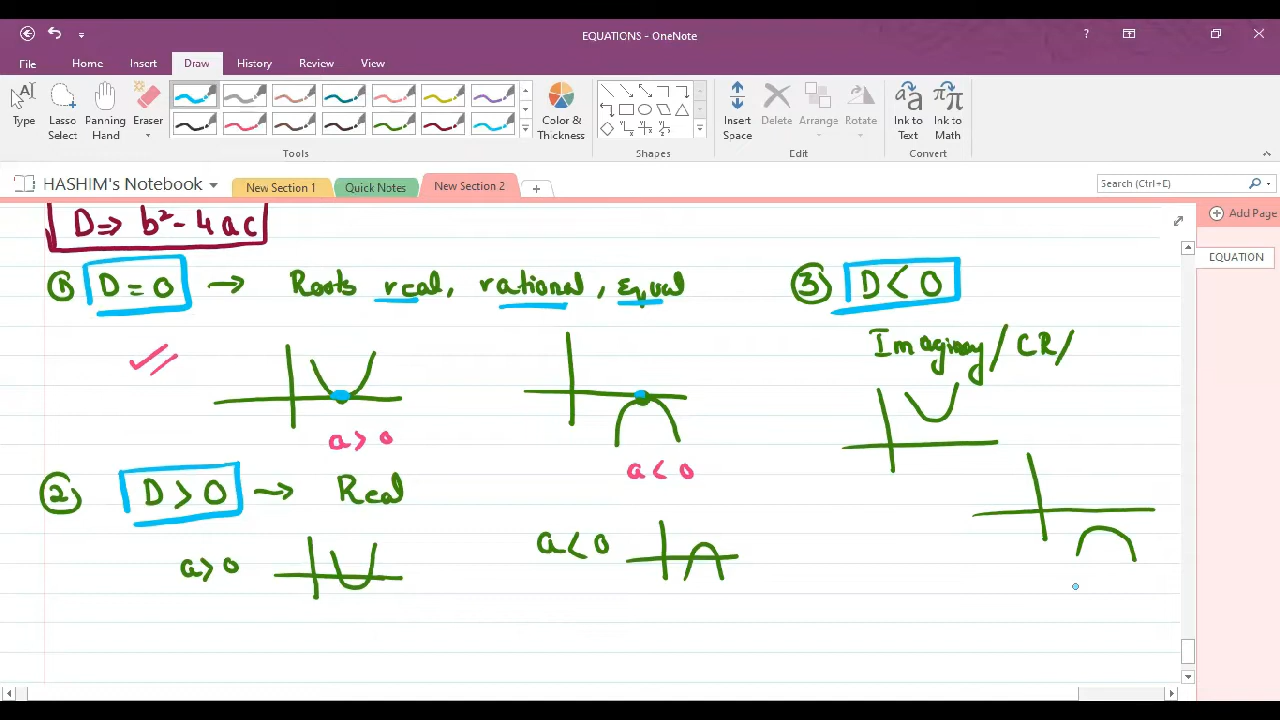 EQUATIONS - OneNote
File Home Insert Draw History Review View
Type
Lasso Select
Panning Hand
Eraser
Color & Thickness
Insert Space
Delete
Arrange
Rotate
Ink to Text
Ink to Math
Tools
Shapes
Edit
Convert
HASHIM's Notebook
New Section 1
Quick Notes
New Section 2
Search (Ctrl+E)
Add Page
EQUATION
D ⇒ b² - 4ac
① D = 0 → Roots real, rational, equal
a > 0
a < 0
② D > 0 → Real
a > 0
a < 0
③ D < 0
Imaginary / CR /